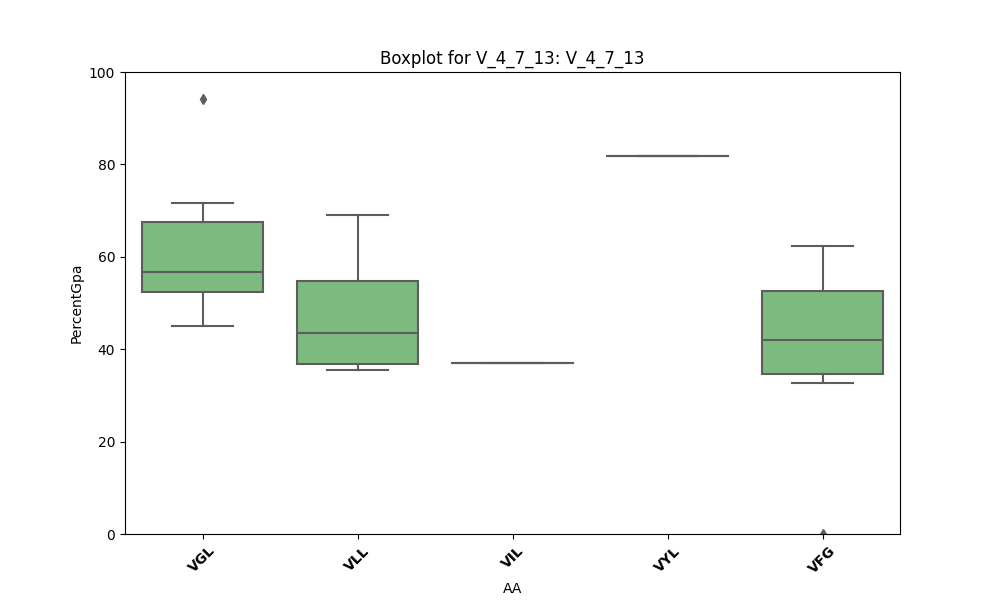 Boxplot for V_4_7_13: V_4_7_13
100
80
60
40
20
0
PercentGpa
VGL
VLL
VIL
VYL
VFG
AA